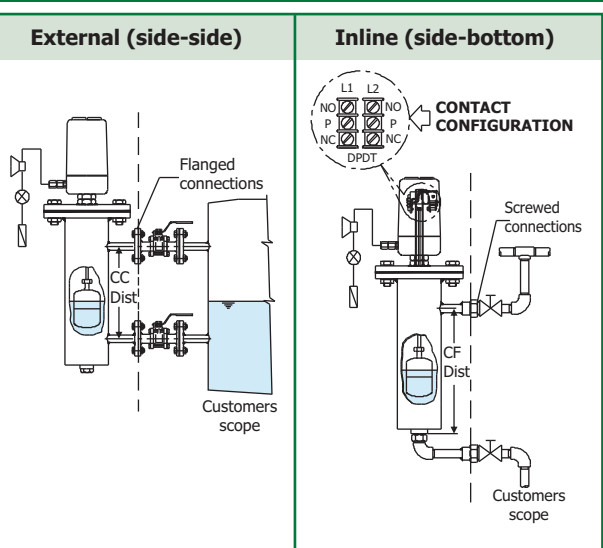 External (side-side)
Flanged
connections
CC
Dist
Customers
scope
Inline (side-bottom)
L1 L2
NO NO
P P
NC NC
DPDT
CONTACT
CONFIGURATION
Screwed
connections
CF
Dist
Customers
scope